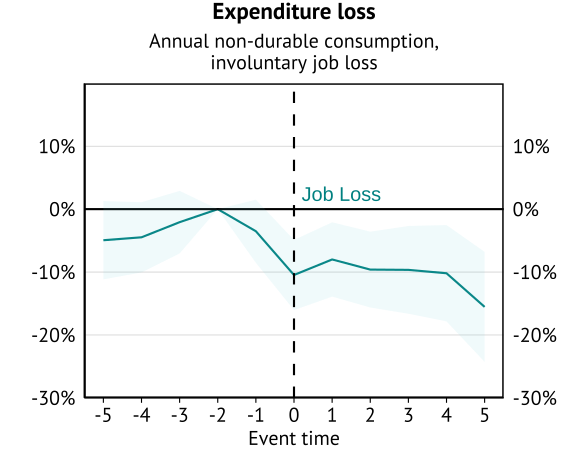 Expenditure loss
Annual non-durable consumption,
involuntary job loss
10% 10%
Job Loss
0% 0%
-10% -10%
-20% -20%
-30% -30%
-5 -4 -3 -2 -1 0 1 2 3 4 5
Event time